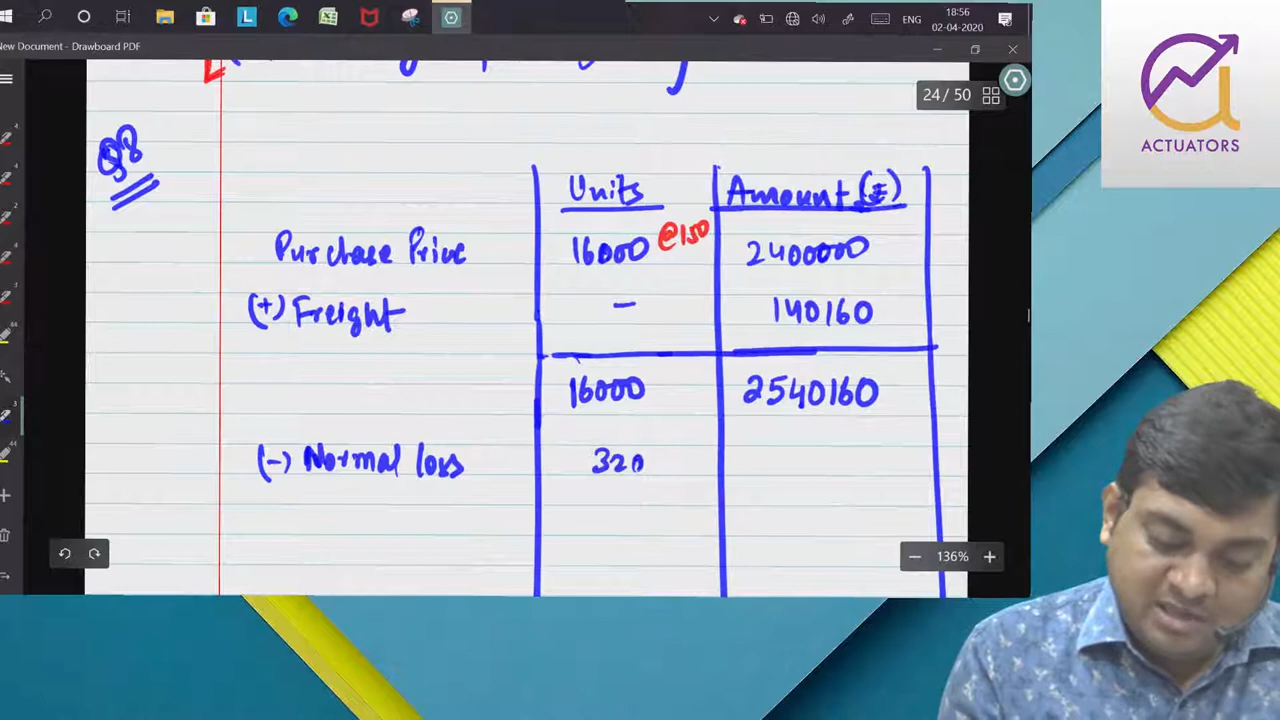 18:56
ENG
02-04-2020
New Document - Drawboard PDF
24 / 50
ACTUATORS
Q8
Units
Amount (₹)
Purchase Price 16000 @150 2400000
(+) Freight - 140160
16000 2540160
(-) Normal loss 320
136%